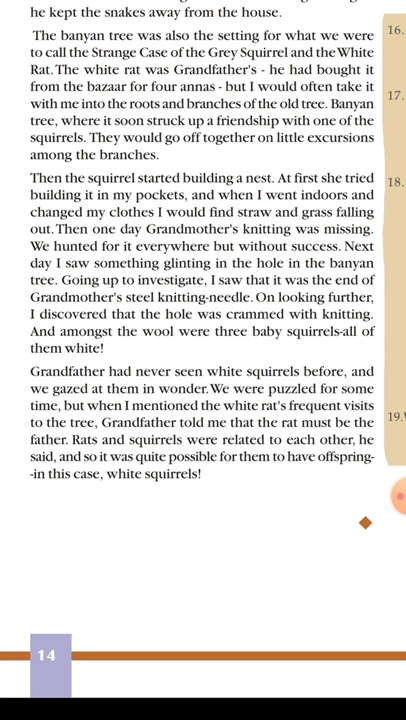 he kept the snakes away from the house.
The banyan tree was also the setting for what we were
to call the Strange Case of the Grey Squirrel and the White
Rat. The white rat was Grandfather's - he had bought it
from the bazaar for four annas - but I would often take it
with me into the roots and branches of the old tree. Banyan
tree, where it soon struck up a friendship with one of the
squirrels. They would go off together on little excursions
among the branches.
Then the squirrel started building a nest. At first she tried
building it in my pockets, and when I went indoors and
changed my clothes I would find straw and grass falling
out. Then one day Grandmother's knitting was missing.
We hunted for it everywhere but without success. Next
day I saw something glinting in the hole in the banyan
tree. Going up to investigate, I saw that it was the end of
Grandmother's steel knitting-needle. On looking further,
I discovered that the hole was crammed with knitting.
And amongst the wool were three baby squirrels-all of
them white!
Grandfather had never seen white squirrels before, and
we gazed at them in wonder. We were puzzled for some
time, but when I mentioned the white rat's frequent visits
to the tree, Grandfather told me that the rat must be the
father. Rats and squirrels were related to each other, he
said, and so it was quite possible for them to have offspring-
-in this case, white squirrels!
14
16.
17.
18.
19.